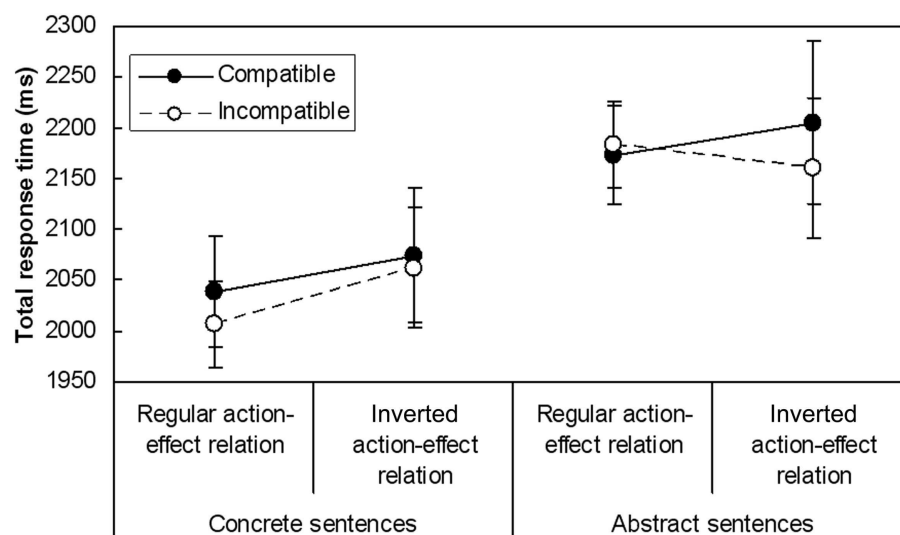 Total response time (ms)
2300
2250
2200
2150
2100
2050
2000
1950
Compatible
Incompatible
Regular action-
effect relation
Inverted
action-effect
relation
Regular action-
effect relation
Inverted
action-effect
relation
Concrete sentences
Abstract sentences